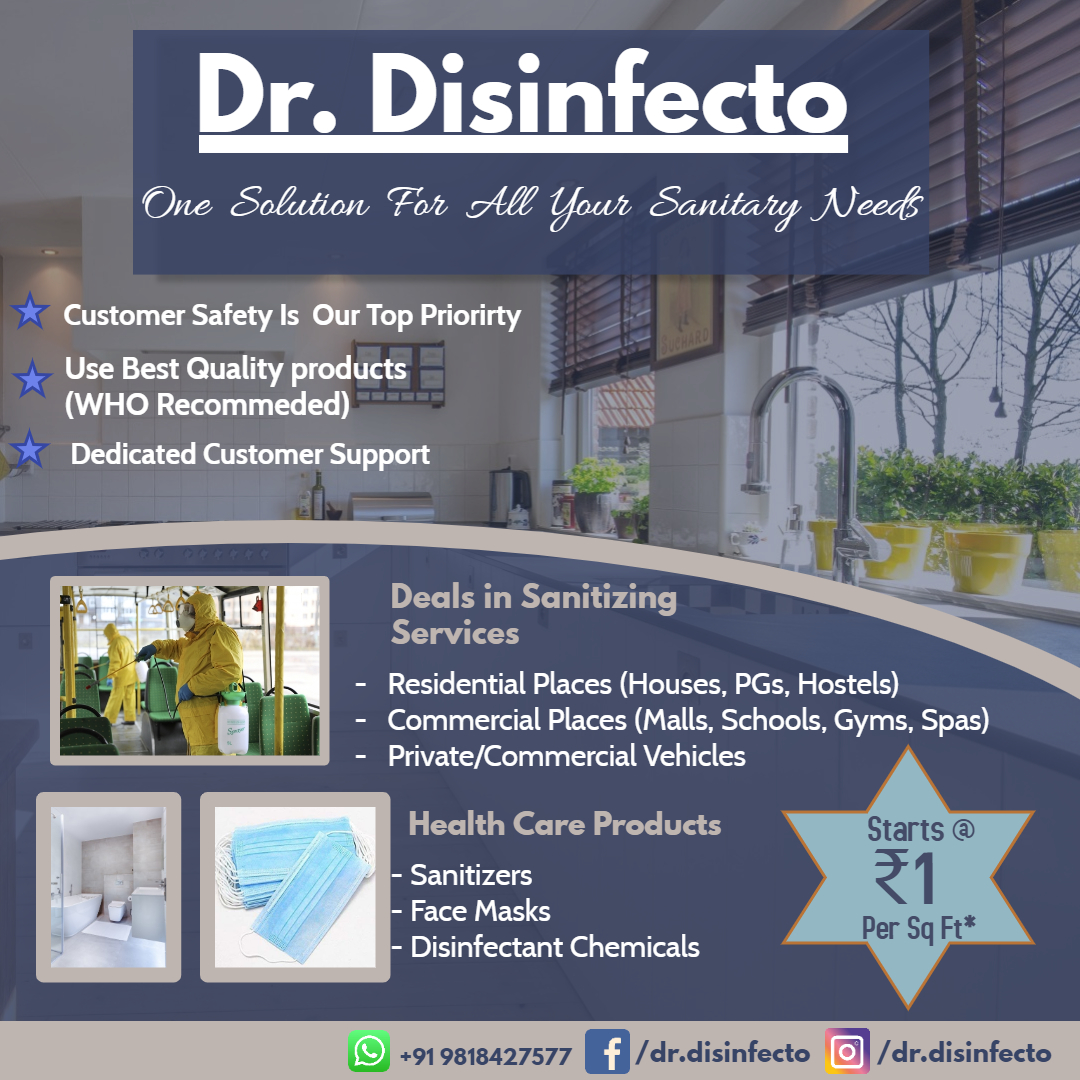 Dr. Disinfecto
One Solution For All Your Sanitary Needs
Customer Safety Is Our Top Priorirty
Use Best Quality products
(WHO Recommeded)
Dedicated Customer Support
SUCHARD
Deals in Sanitizing
Services
- Residential Places (Houses, PGs, Hostels)
- Commercial Places (Malls, Schools, Gyms, Spas)
- Private/Commercial Vehicles
Health Care Products
- Sanitizers
- Face Masks
- Disinfectant Chemicals
Starts @
₹1
Per Sq Ft*
+91 9818427577 /dr.disinfecto /dr.disinfecto